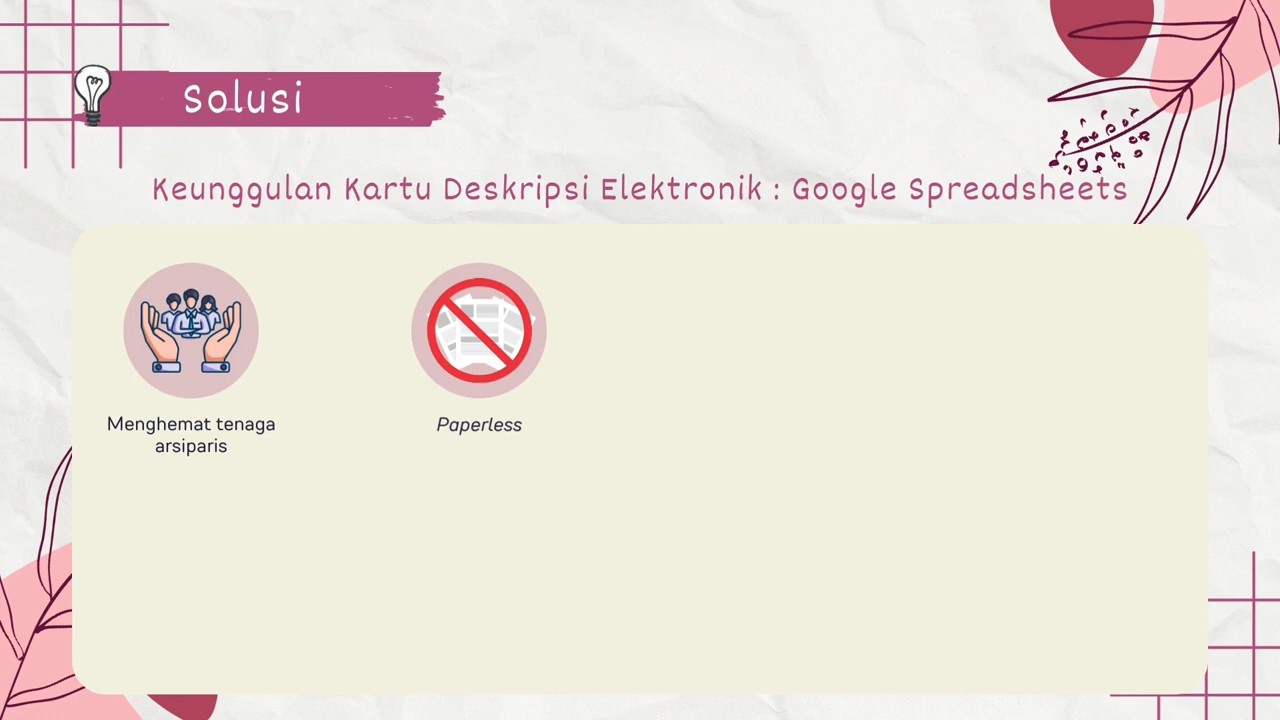 Solusi
Keunggulan Kartu Deskripsi Elektronik : Google Spreadsheets
Menghemat tenaga
arsiparis
Paperless